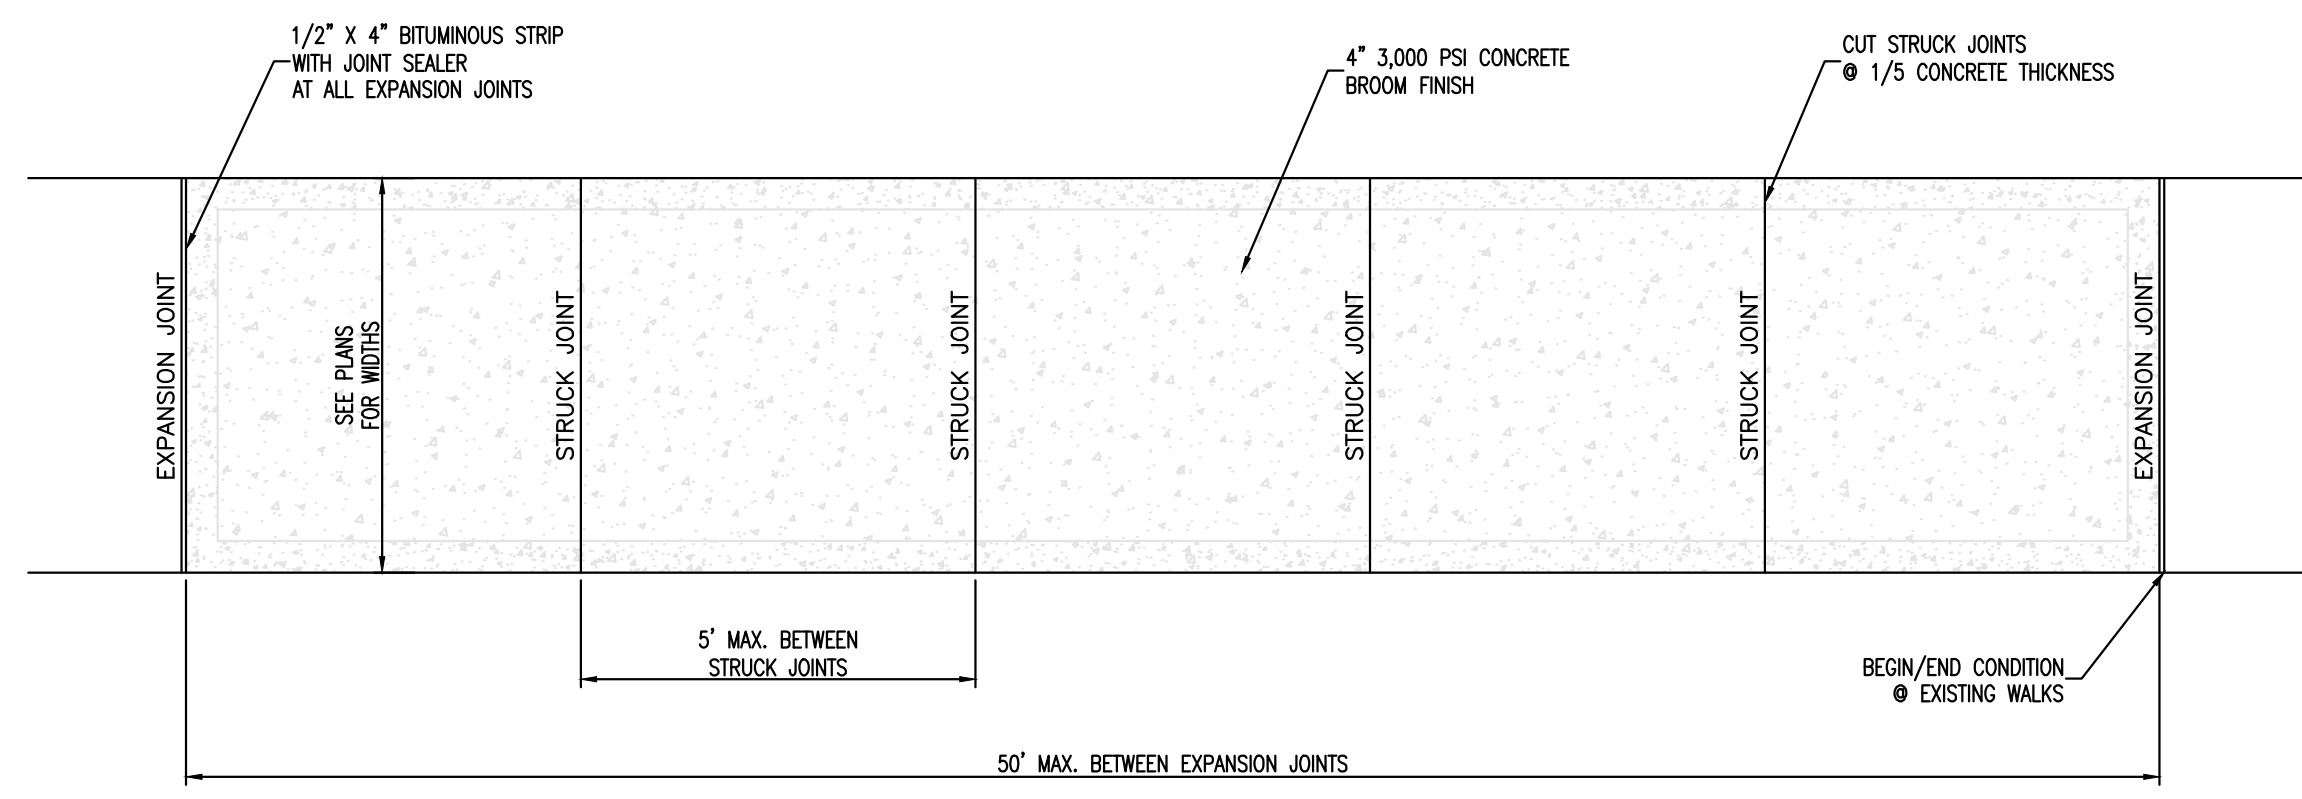 1/2" X 4" BITUMINOUS STRIP
WITH JOINT SEALER
AT ALL EXPANSION JOINTS
4" 3,000 PSI CONCRETE
BROOM FINISH
CUT STRUCK JOINTS
@ 1/5 CONCRETE THICKNESS
EXPANSION JOINT
SEE PLANS
FOR WIDTHS
STRUCK JOINT
STRUCK JOINT
STRUCK JOINT
STRUCK JOINT
EXPANSION JOINT
5' MAX. BETWEEN
STRUCK JOINTS
BEGIN/END CONDITION
@ EXISTING WALKS
50' MAX. BETWEEN EXPANSION JOINTS